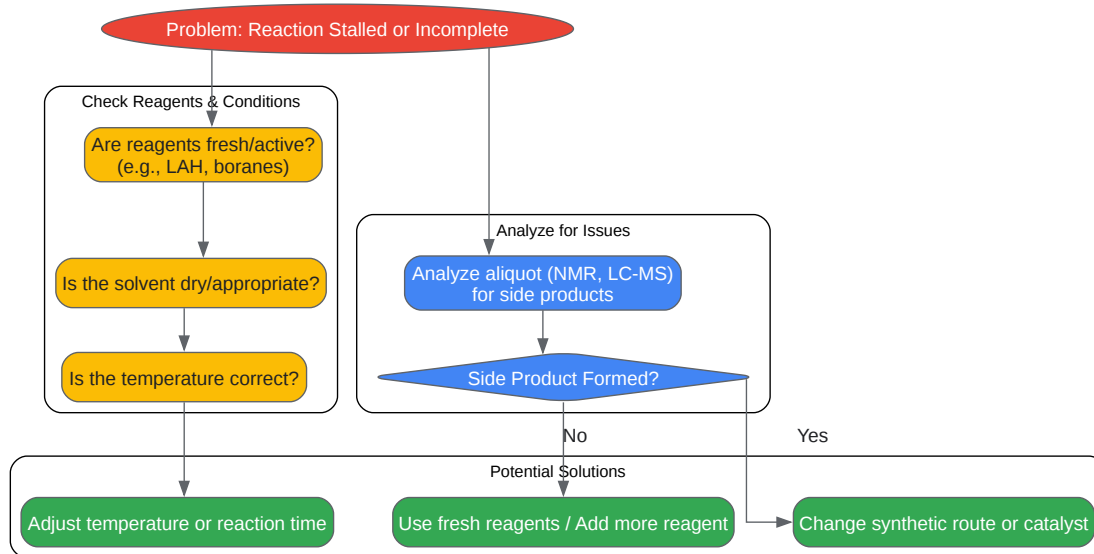 Problem: Reaction Stalled or Incomplete
Check Reagents & Conditions
Are reagents fresh/active?
(e.g., LAH, boranes)
Is the solvent dry/appropriate?
Is the temperature correct?
Analyze for Issues
Analyze aliquot (NMR, LC-MS)
for side products
Side Product Formed?
No
Yes
Potential Solutions
Adjust temperature or reaction time
Use fresh reagents / Add more reagent
Change synthetic route or catalyst